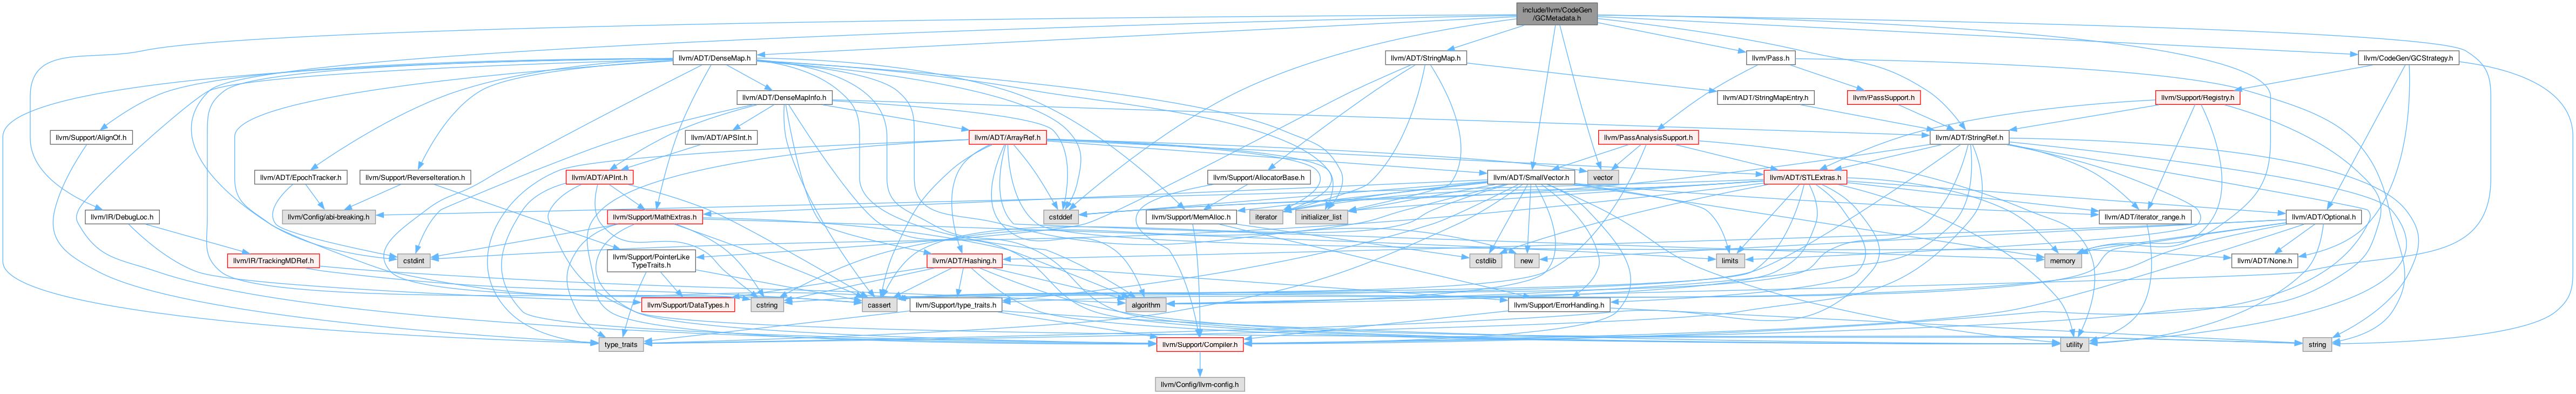 include/llvm/CodeGen
/GCMetadata.h
llvm/ADT/DenseMap.h
llvm/ADT/StringMap.h
llvm/Pass.h
llvm/CodeGen/GCStrategy.h
llvm/ADT/DenseMapInfo.h
llvm/ADT/StringMapEntry.h
llvm/PassSupport.h
llvm/Support/Registry.h
llvm/Support/AlignOf.h
llvm/ADT/APSInt.h
llvm/ADT/ArrayRef.h
llvm/PassAnalysisSupport.h
llvm/ADT/StringRef.h
llvm/ADT/EpochTracker.h
llvm/Support/ReverseIteration.h
llvm/ADT/APInt.h
llvm/Support/AllocatorBase.h
vector
llvm/ADT/SmallVector.h
llvm/ADT/STLExtras.h
llvm/IR/DebugLoc.h
llvm/Config/abi-breaking.h
llvm/Support/MathExtras.h
cstddef
llvm/Support/MemAlloc.h
iterator
initializer_list
llvm/ADT/iterator_range.h
llvm/ADT/Optional.h
llvm/IR/TrackingMDRef.h
cstdint
llvm/Support/PointerLike
TypeTraits.h
llvm/ADT/Hashing.h
cstdlib
new
limits
memory
llvm/ADT/None.h
llvm/Support/DataTypes.h
cstring
cassert
llvm/Support/type_traits.h
algorithm
llvm/Support/ErrorHandling.h
type_traits
llvm/Support/Compiler.h
utility
string
llvm/Config/llvm-config.h